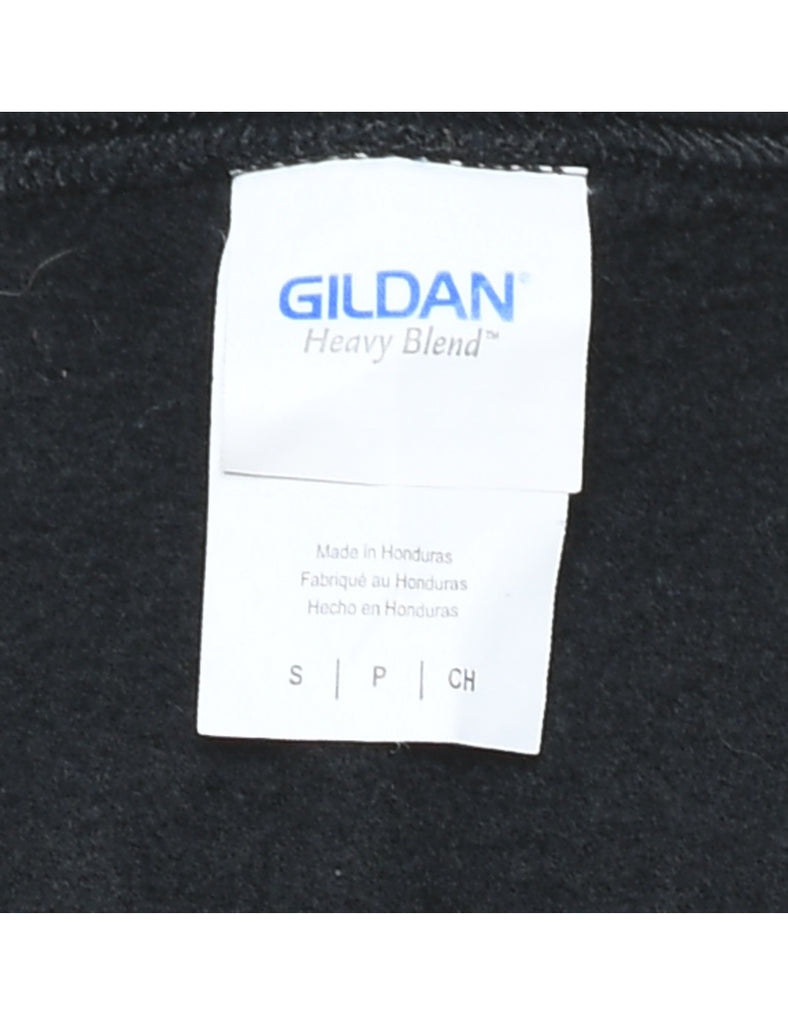 GILDAN®
Heavy Blend™
Made in Honduras
Fabriqué au Honduras
Hecho en Honduras
S | P | CH